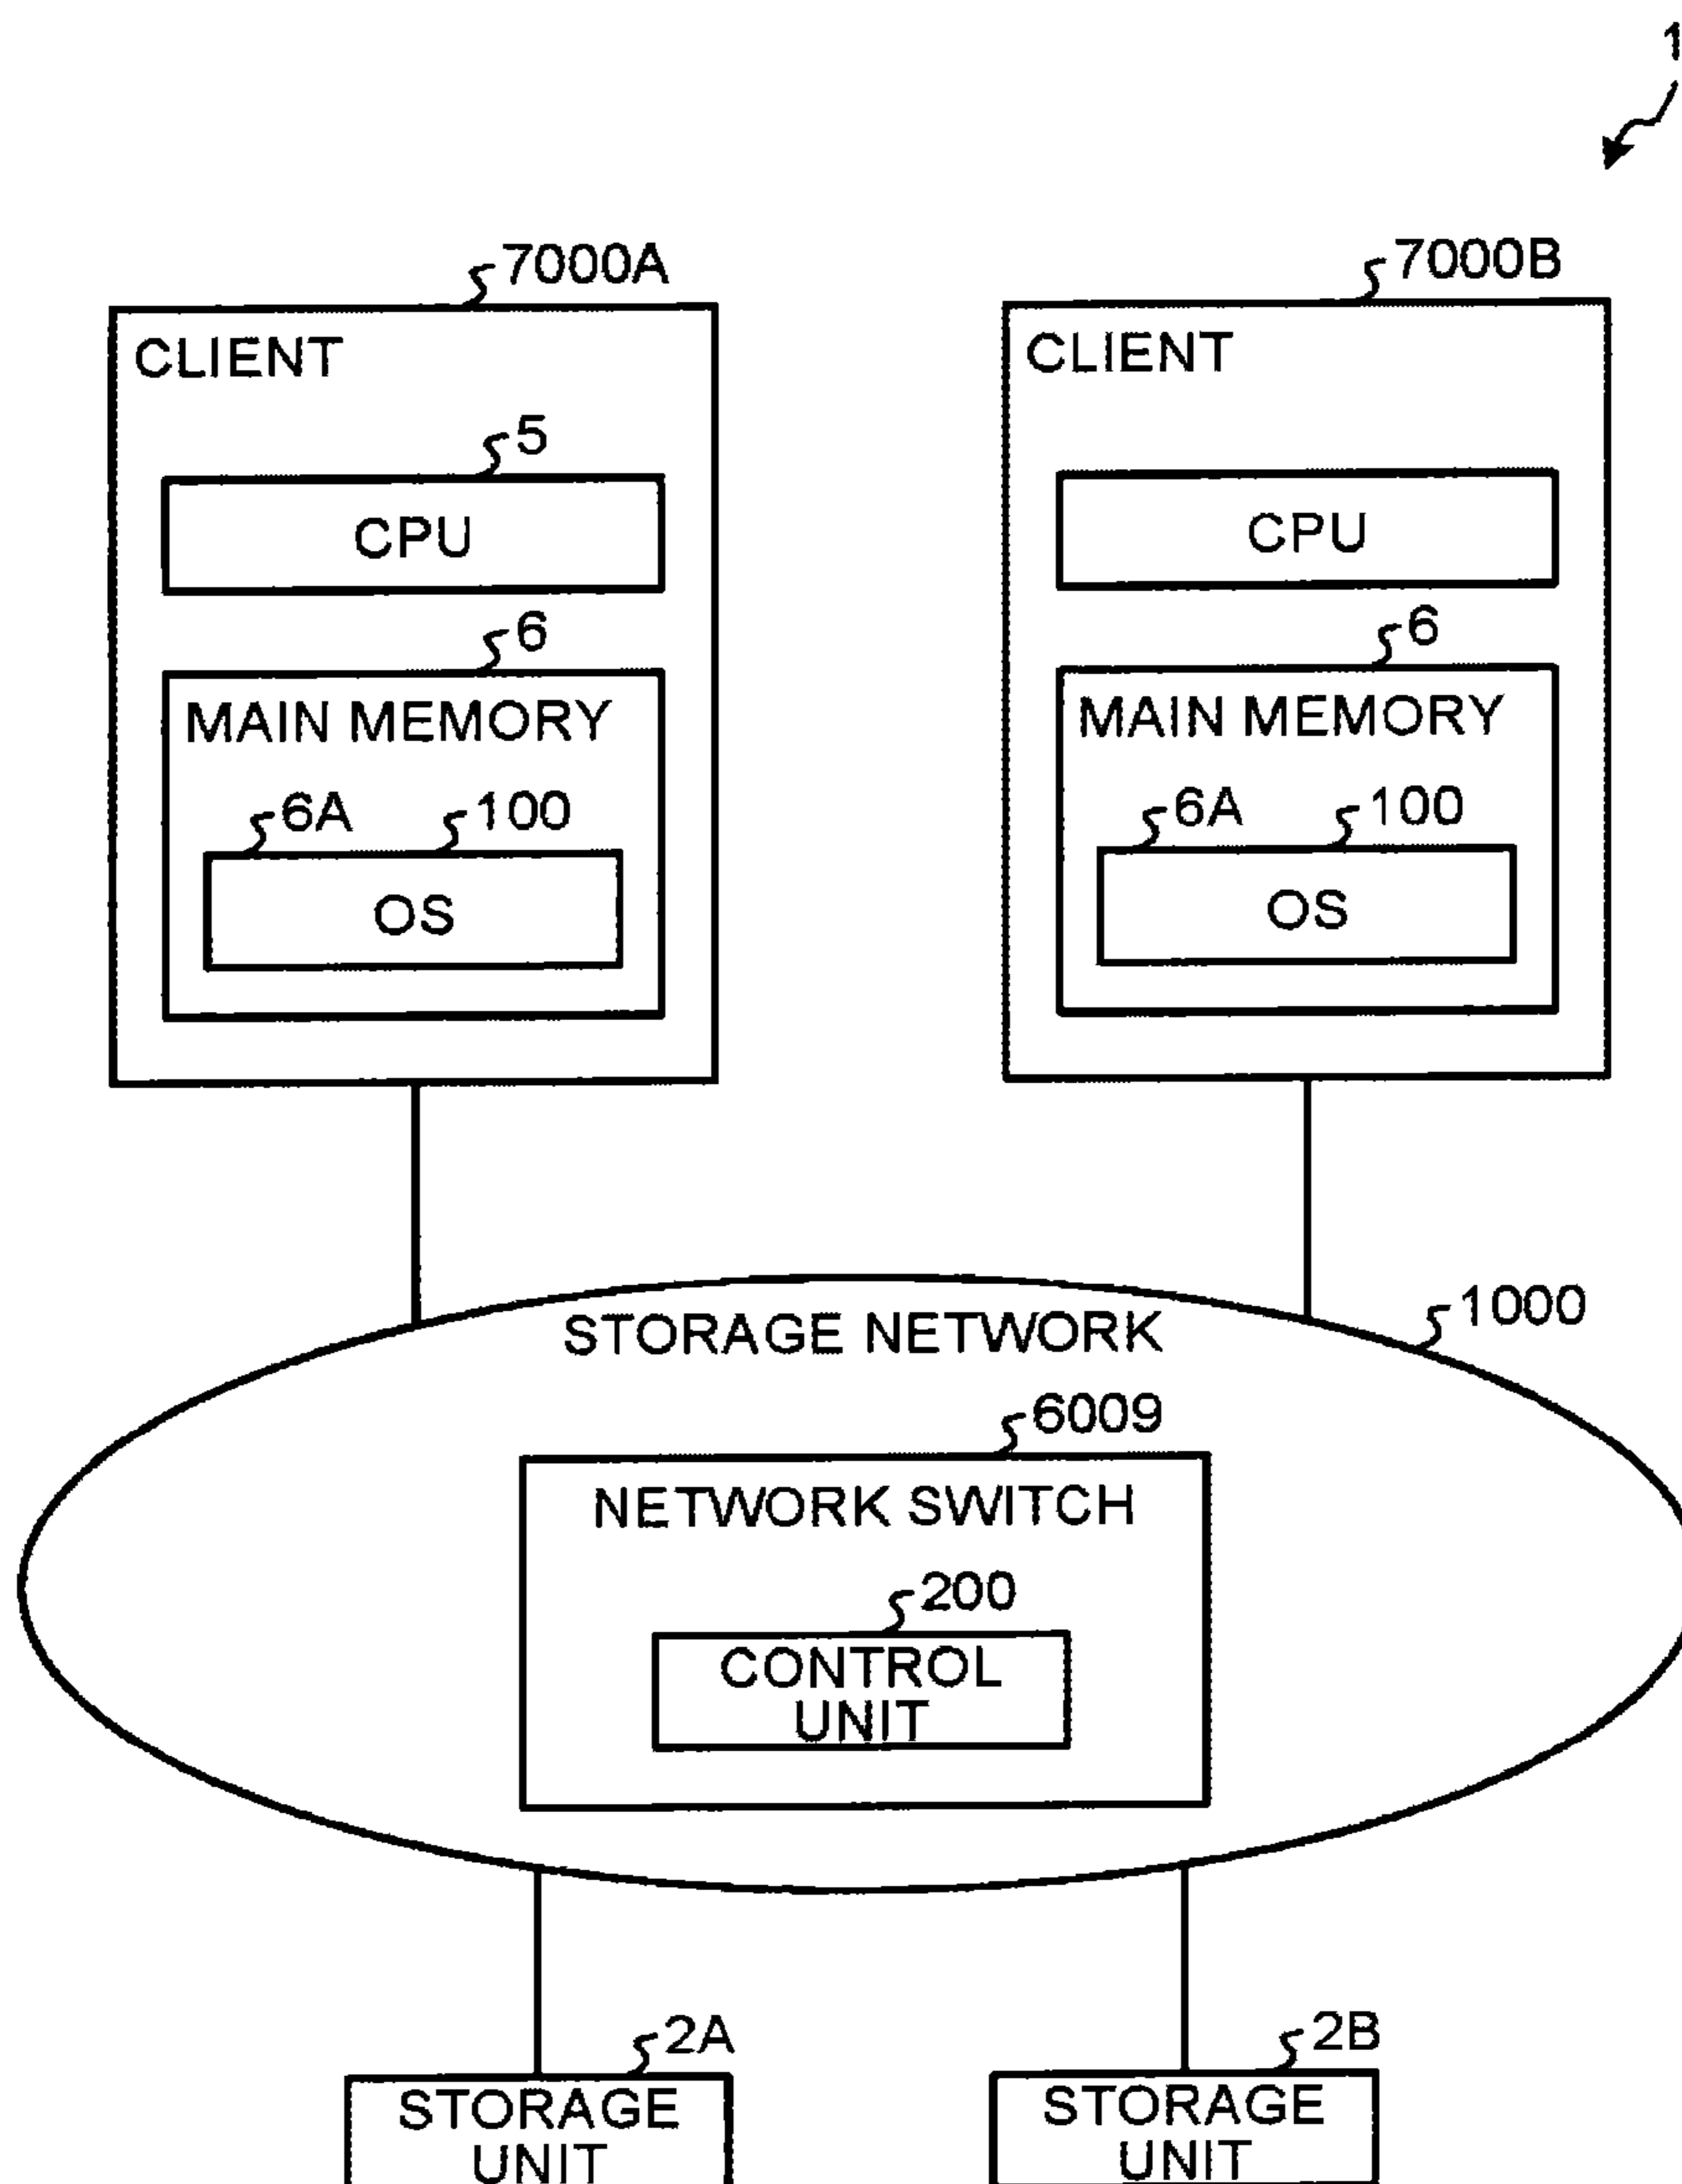 1
7000A
7000B
CLIENT
CLIENT
5
CPU
CPU
6
6
MAIN MEMORY
MAIN MEMORY
6A
100
6A
100
OS
OS
STORAGE NETWORK
1000
6009
NETWORK SWITCH
200
CONTROL
UNIT
2A
2B
STORAGE
UNIT
STORAGE
UNIT